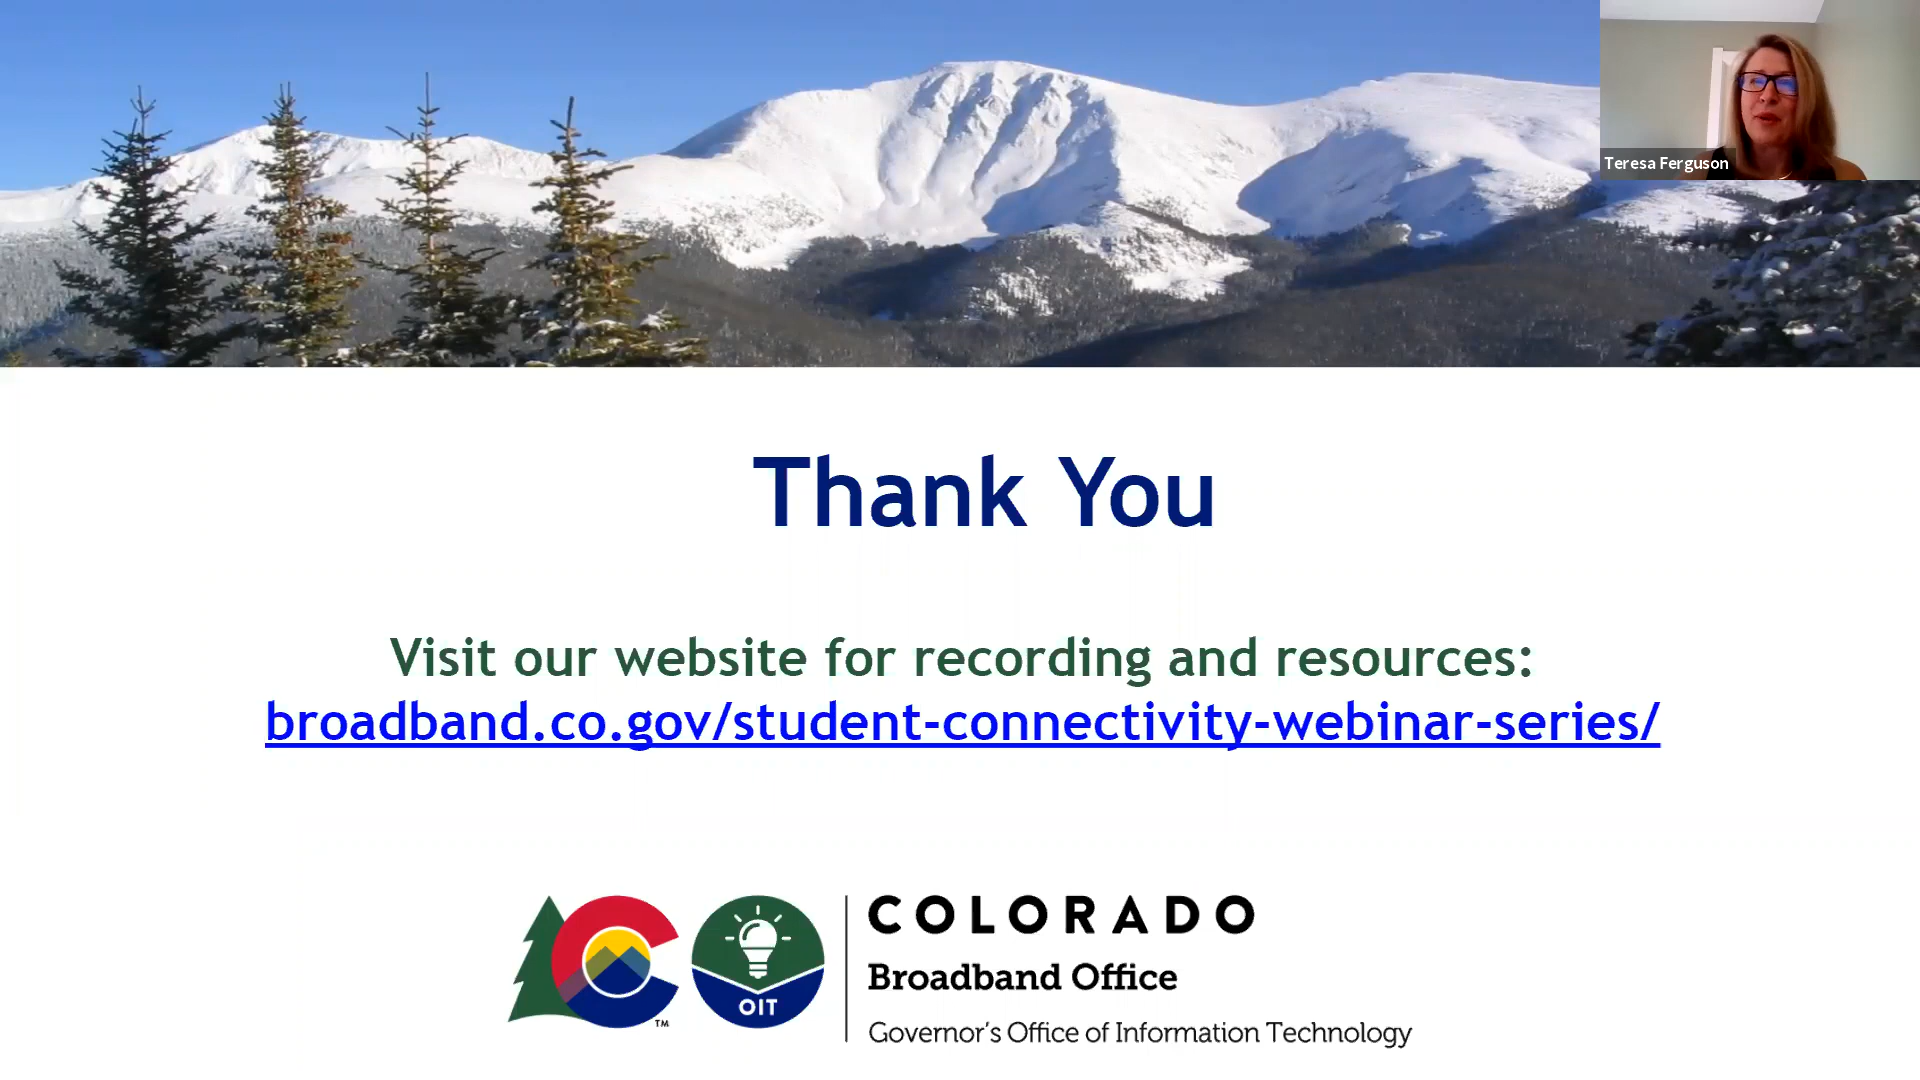 Teresa Ferguson
Thank You
Visit our website for recording and resources:
broadband.co.gov/student-connectivity-webinar-series/
TM
OIT
COLORADO
Broadband Office
Governor's Office of Information Technology